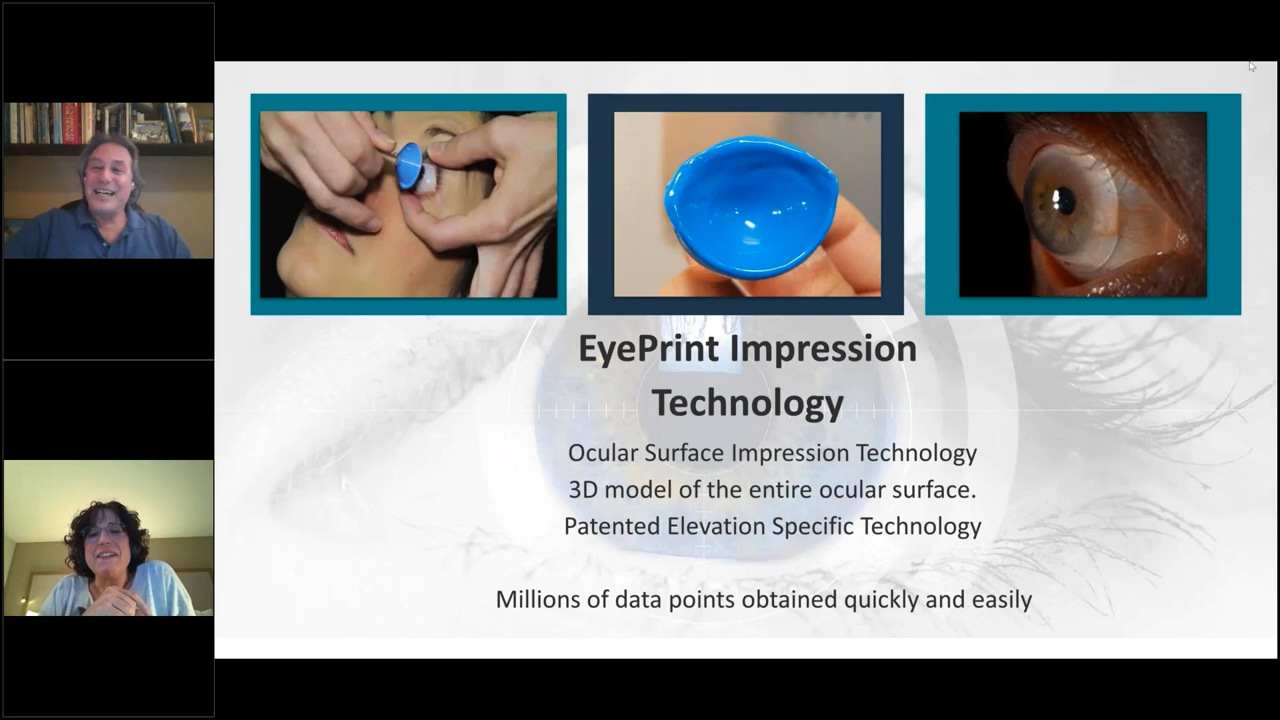 EyePrint Impression
Technology
Ocular Surface Impression Technology
3D model of the entire ocular surface.
Patented Elevation Specific Technology
Millions of data points obtained quickly and easily